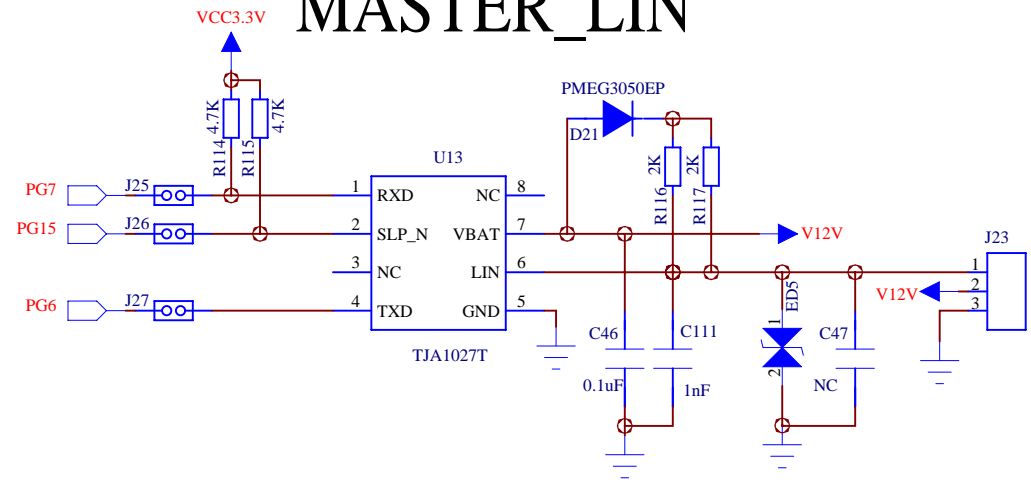 MASTER_LIN
VCC3.3V
PMEG3050EP
D21
4.7K
4.7K
R114
R115
2K
2K
R116
R117
U13
PG7
J25
1
RXD
NC
8
PG15
J26
2
SLP_N
VBAT
7
V12V
J23
3
NC
LIN
6
1
V12V
2
3
PG6
J27
4
TXD
GND
5
TJA1027T
C46
0.1uF
C111
1nF
1
ED5
2
C47
NC